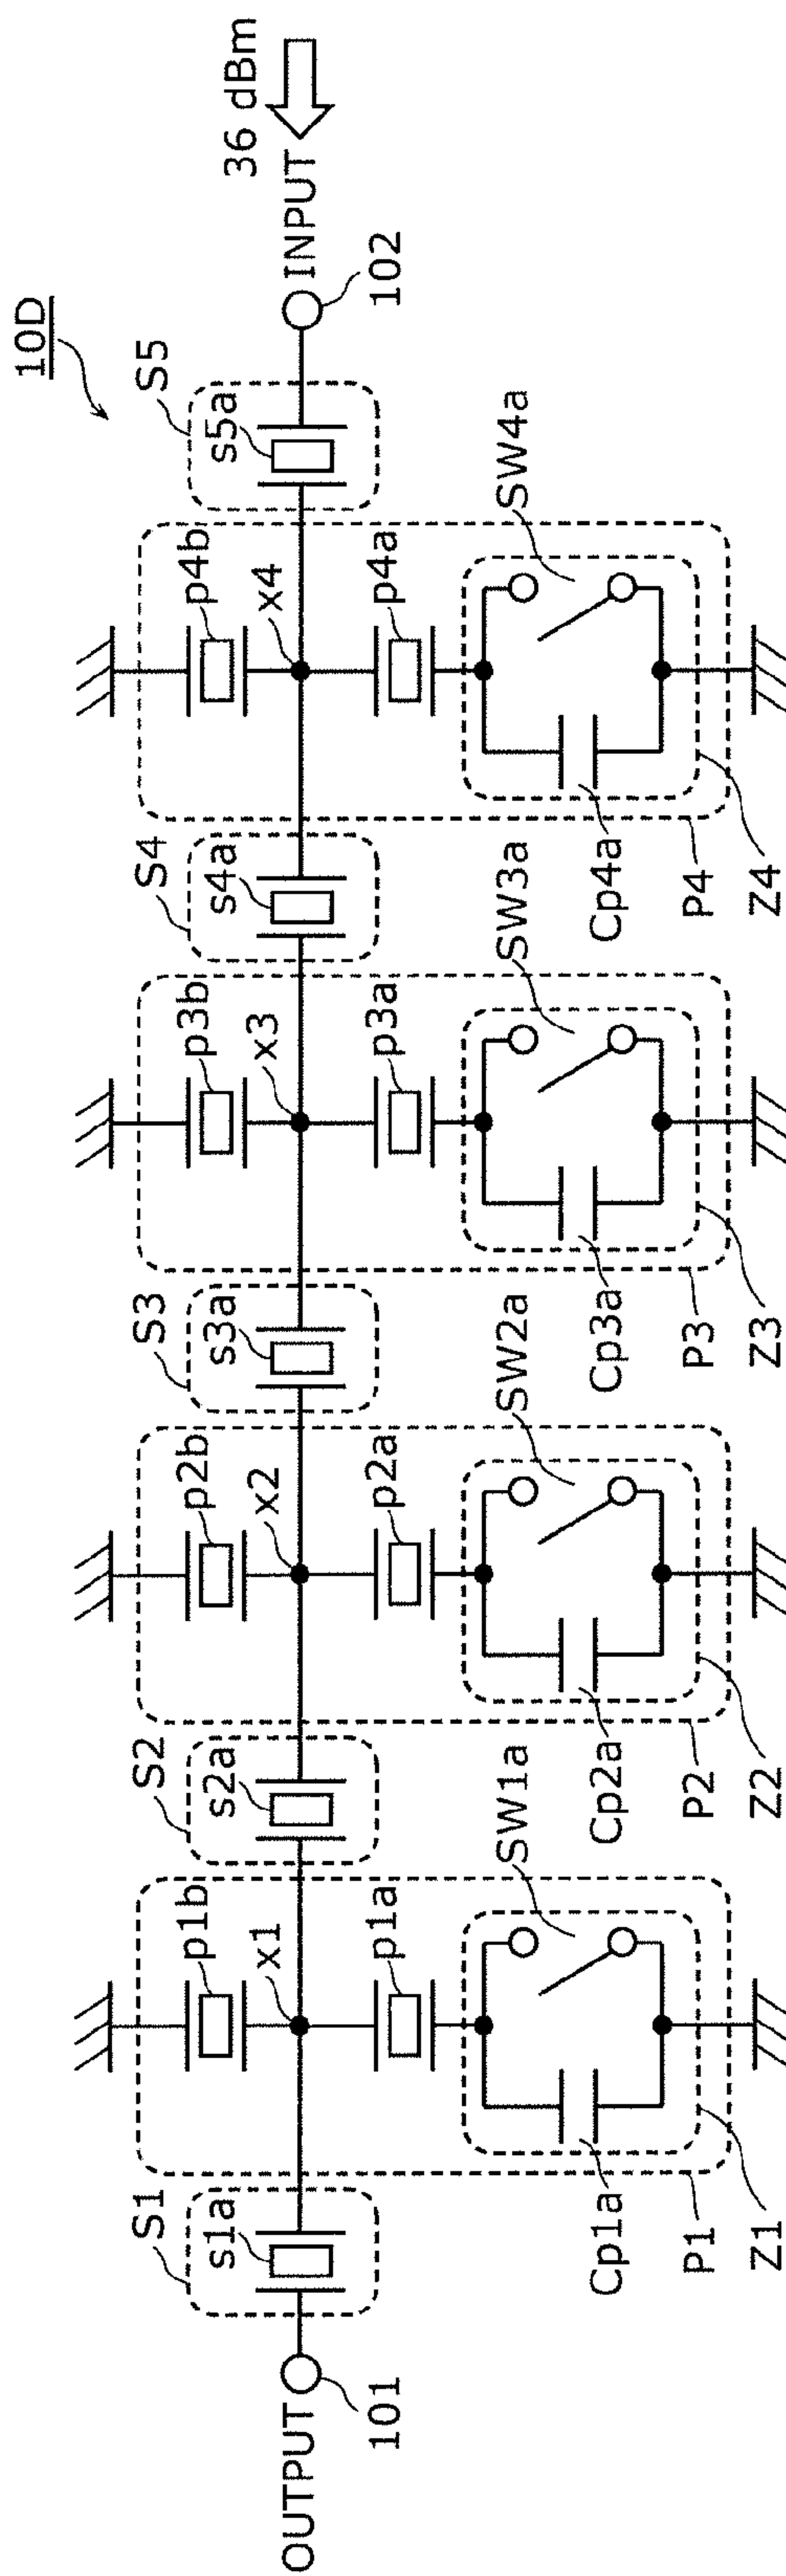 10D
36 dBm
INPUT
102
S5
s5a
p4b
x4
p4a
SW4a
Cp4a
P4
Z4
S4
s4a
p3b
x3
p3a
SW3a
Cp3a
P3
Z3
S3
s3a
p2b
x2
p2a
SW2a
Cp2a
P2
Z2
S2
s2a
p1b
x1
p1a
SW1a
Cp1a
P1
Z1
S1
s1a
OUTPUT
101